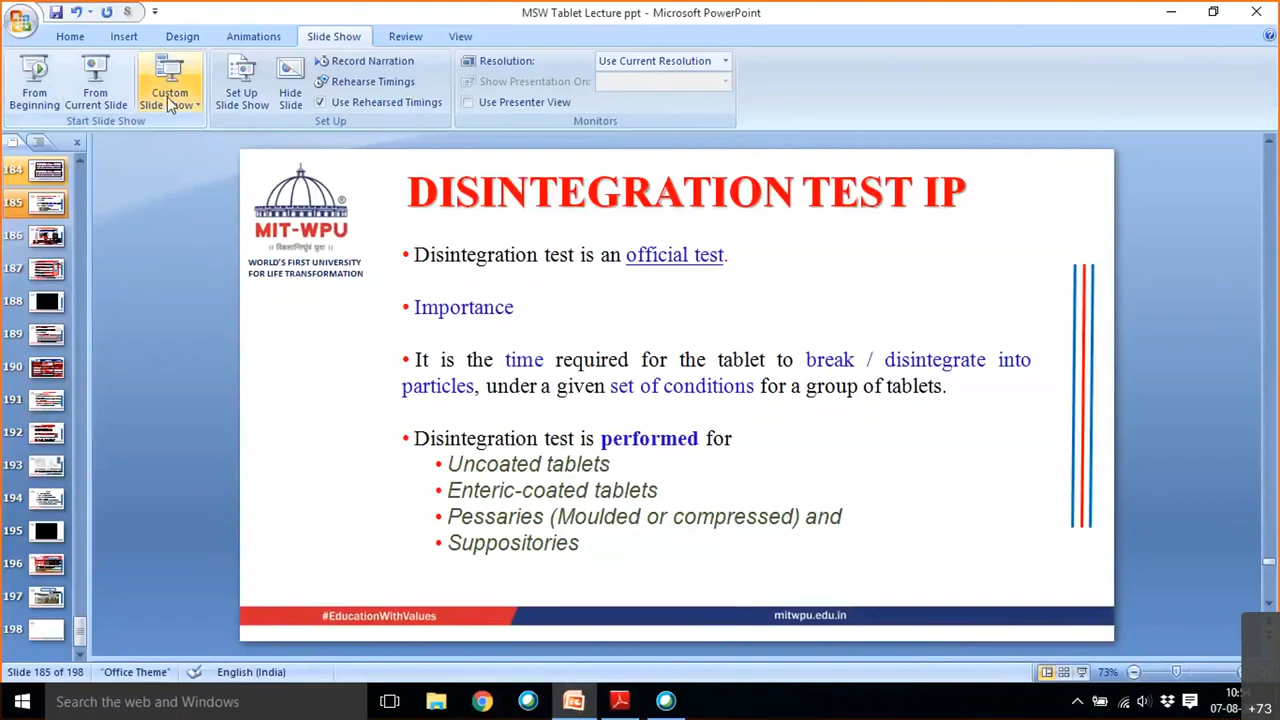 MSW Tablet Lecture ppt - Microsoft PowerPoint
Home Insert Design Animations Slide Show Review View
From Beginning
From Current Slide
Custom Slide Show
Start Slide Show
Set Up Slide Show
Hide Slide
Record Narration
Rehearse Timings
Use Rehearsed Timings
Set Up
Resolution: Use Current Resolution
Show Presentation On:
Use Presenter View
Monitors
184
185
186
187
188
189
190
191
192
193
194
195
196
197
198
MIT-WPU
WORLD'S FIRST UNIVERSITY
FOR LIFE TRANSFORMATION
DISINTEGRATION TEST IP
• Disintegration test is an official test.
• Importance
• It is the time required for the tablet to break / disintegrate into
particles, under a given set of conditions for a group of tablets.
• Disintegration test is performed for
• Uncoated tablets
• Enteric-coated tablets
• Pessaries (Moulded or compressed) and
• Suppositories
#EducationWithValues
mitwpu.edu.in
Slide 185 of 198 "Office Theme" English (India) 73%
Search the web and Windows
07-08-
+73